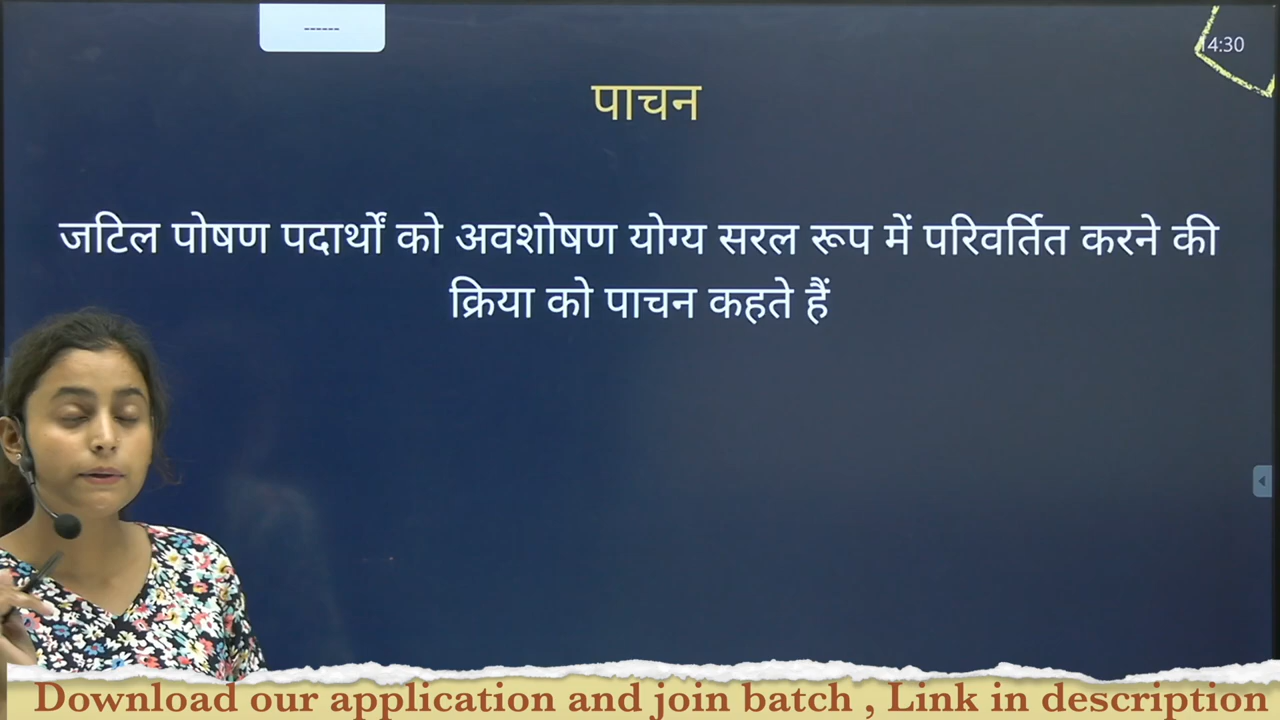 ------
14:30
पाचन
जटिल पोषण पदार्थों को अवशोषण योग्य सरल रूप में परिवर्तित करने की
क्रिया को पाचन कहते हैं
Download our application and join batch , Link in description